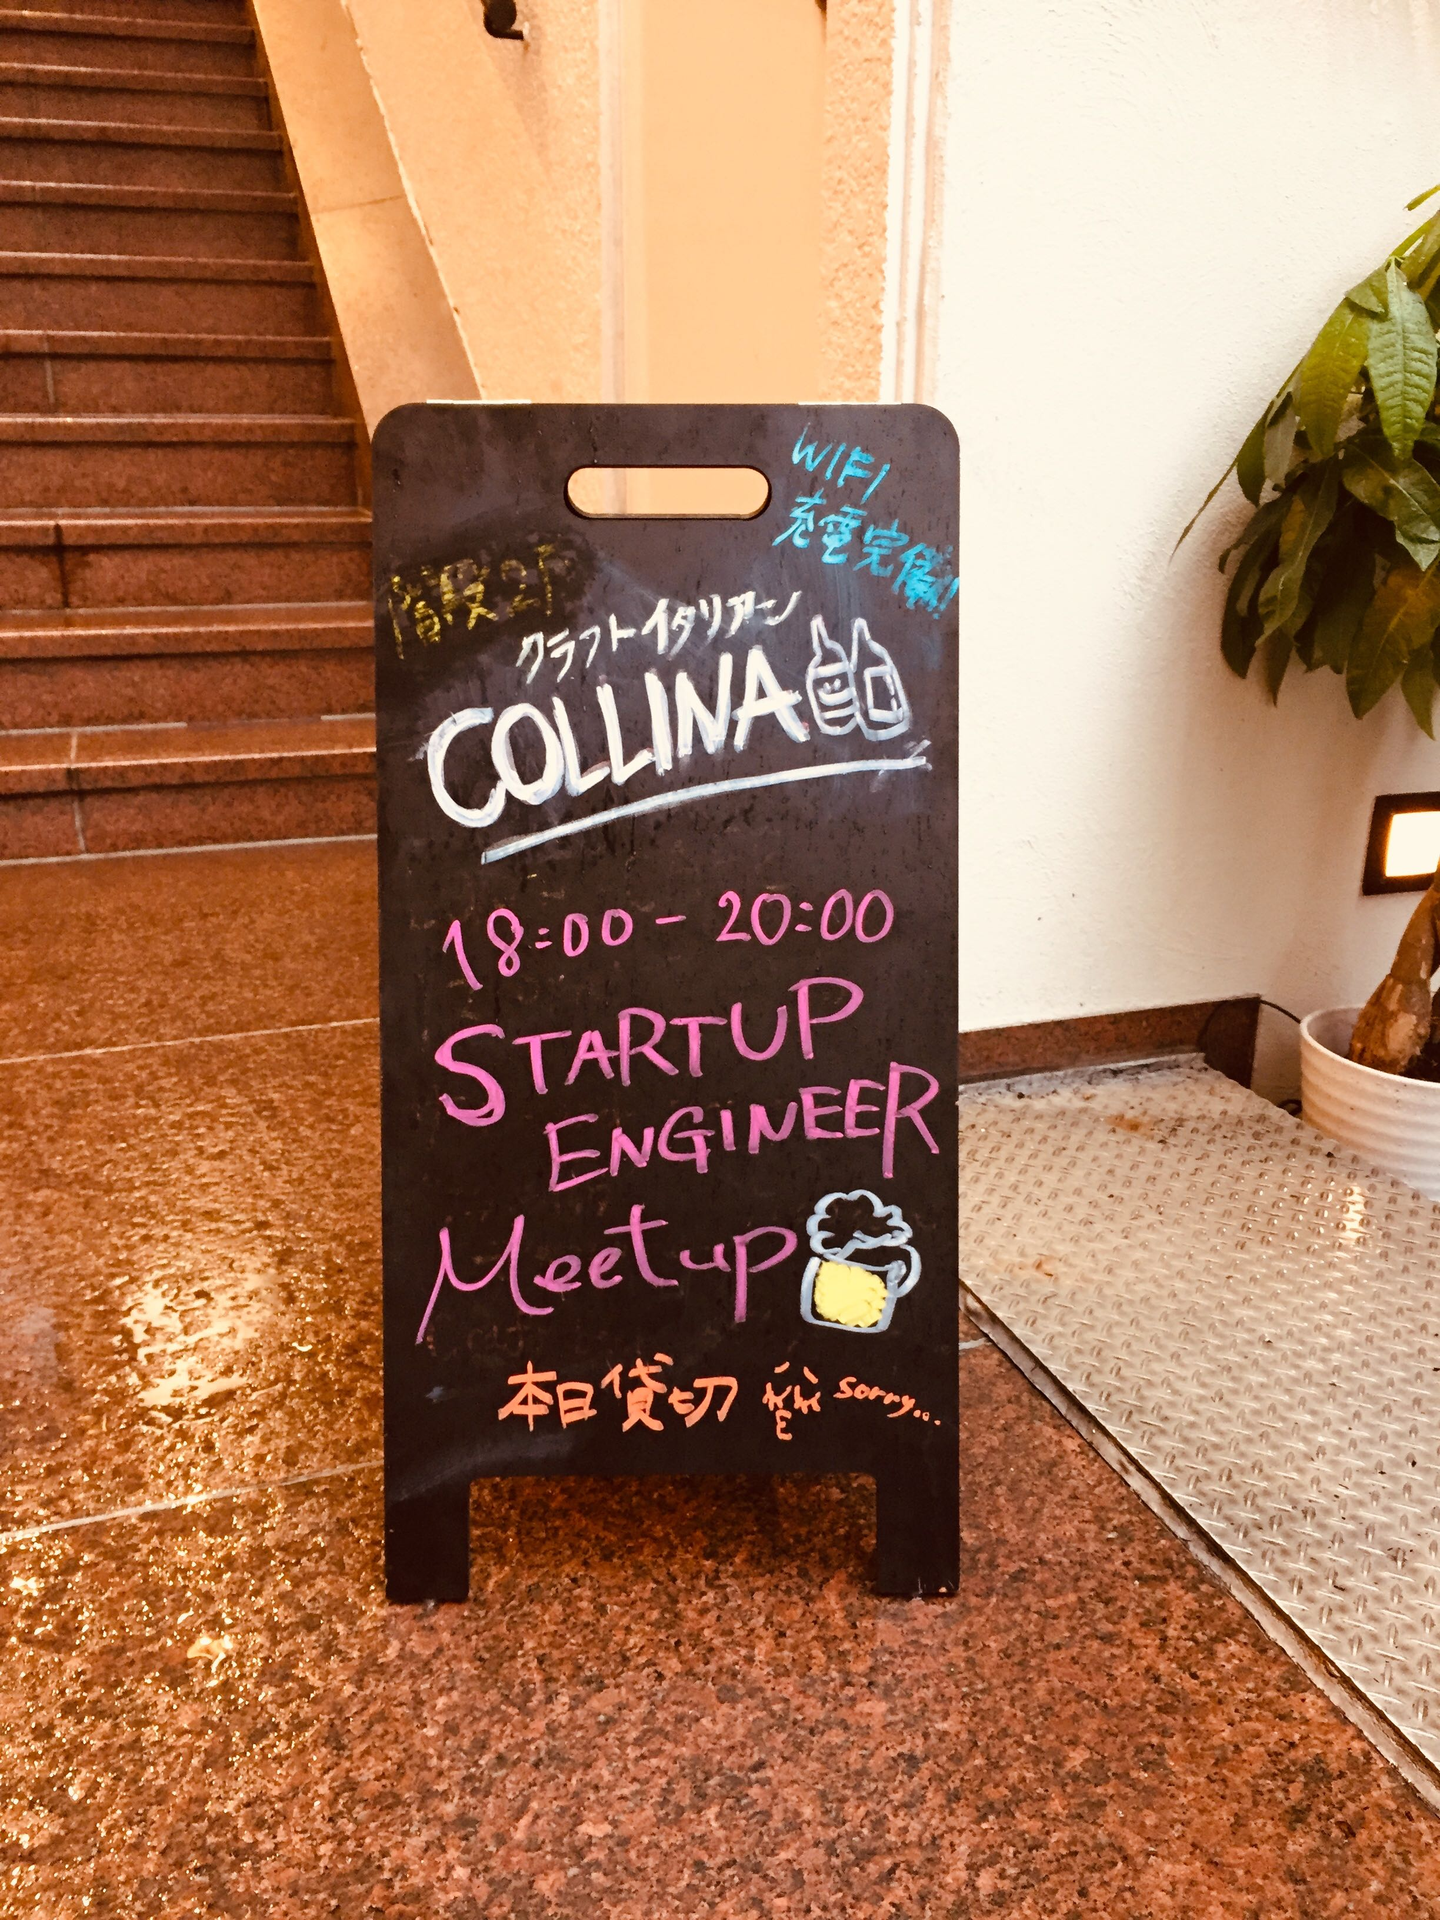 WIFI
充電完備!!
階段2F
クラフトイタリアーン
COLLINA
18:00-20:00
STARTUP
ENGINEER
Meetup
本日貸切 sorry...